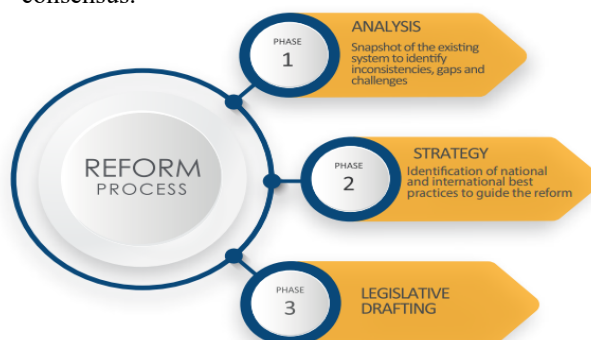 consensus.
REFORM
PROCESS
PHASE
1
ANALYSIS
Snapshot of the existing
system to identify
inconsistencies, gaps and
challenges
PHASE
2
STRATEGY
Identification of national
and international best
practices to guide the reform
PHASE
3
LEGISLATIVE
DRAFTING